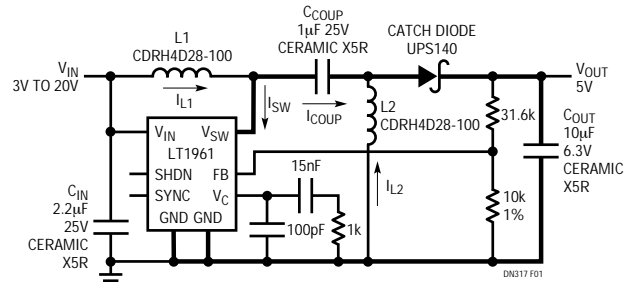 L1
CDRH4D28-100
CCOUP
1µF 25V
CERAMIC X5R
CATCH DIODE
UPS140
VIN
3V TO 20V
IL1
ISW
ICOUP
L2
CDRH4D28-100
VOUT
5V
31.6k
COUT
10µF
6.3V
CERAMIC
X5R
VIN
VSW
LT1961
SHDN
FB
SYNC
VC
GND GND
15nF
IL2
10k
1%
CIN
2.2µF
25V
CERAMIC
X5R
100pF
1k
DN317 F01